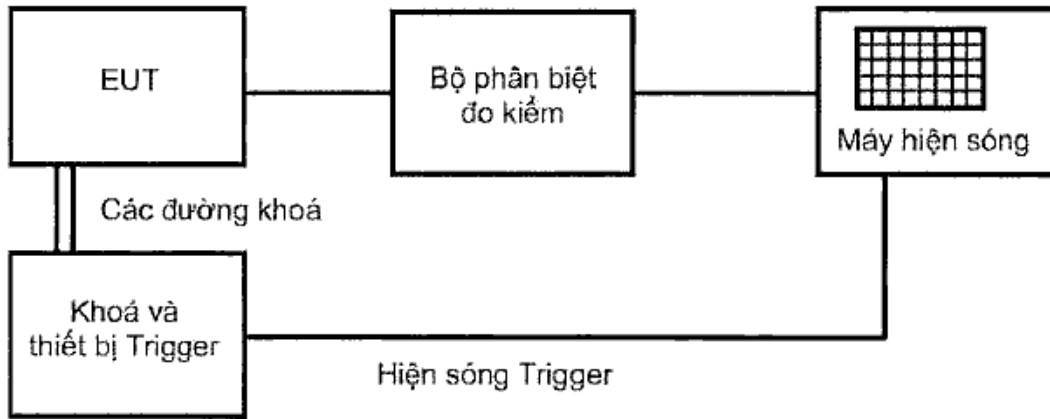 EUT
Bộ phân biệt
đo kiểm
Máy hiện sóng
Các đường khoá
Khoá và
thiết bị Trigger
Hiện sóng Trigger